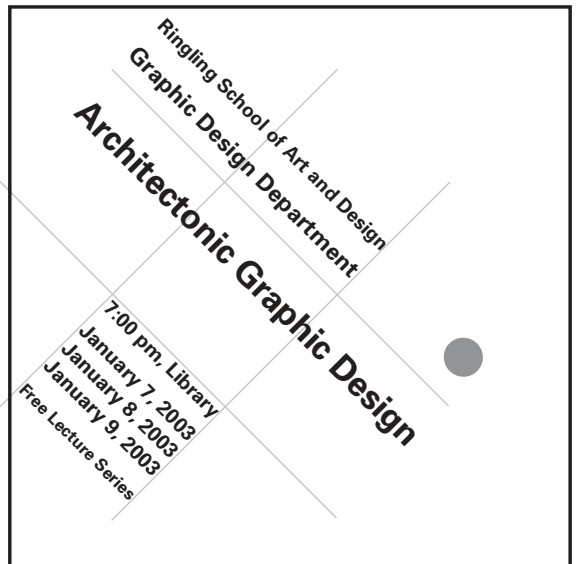 Ringling School of Art and Design
Graphic Design Department
Architectonic Graphic Design
7:00 pm, Library
January 7, 2003
January 8, 2003
January 9, 2003
Free Lecture Series